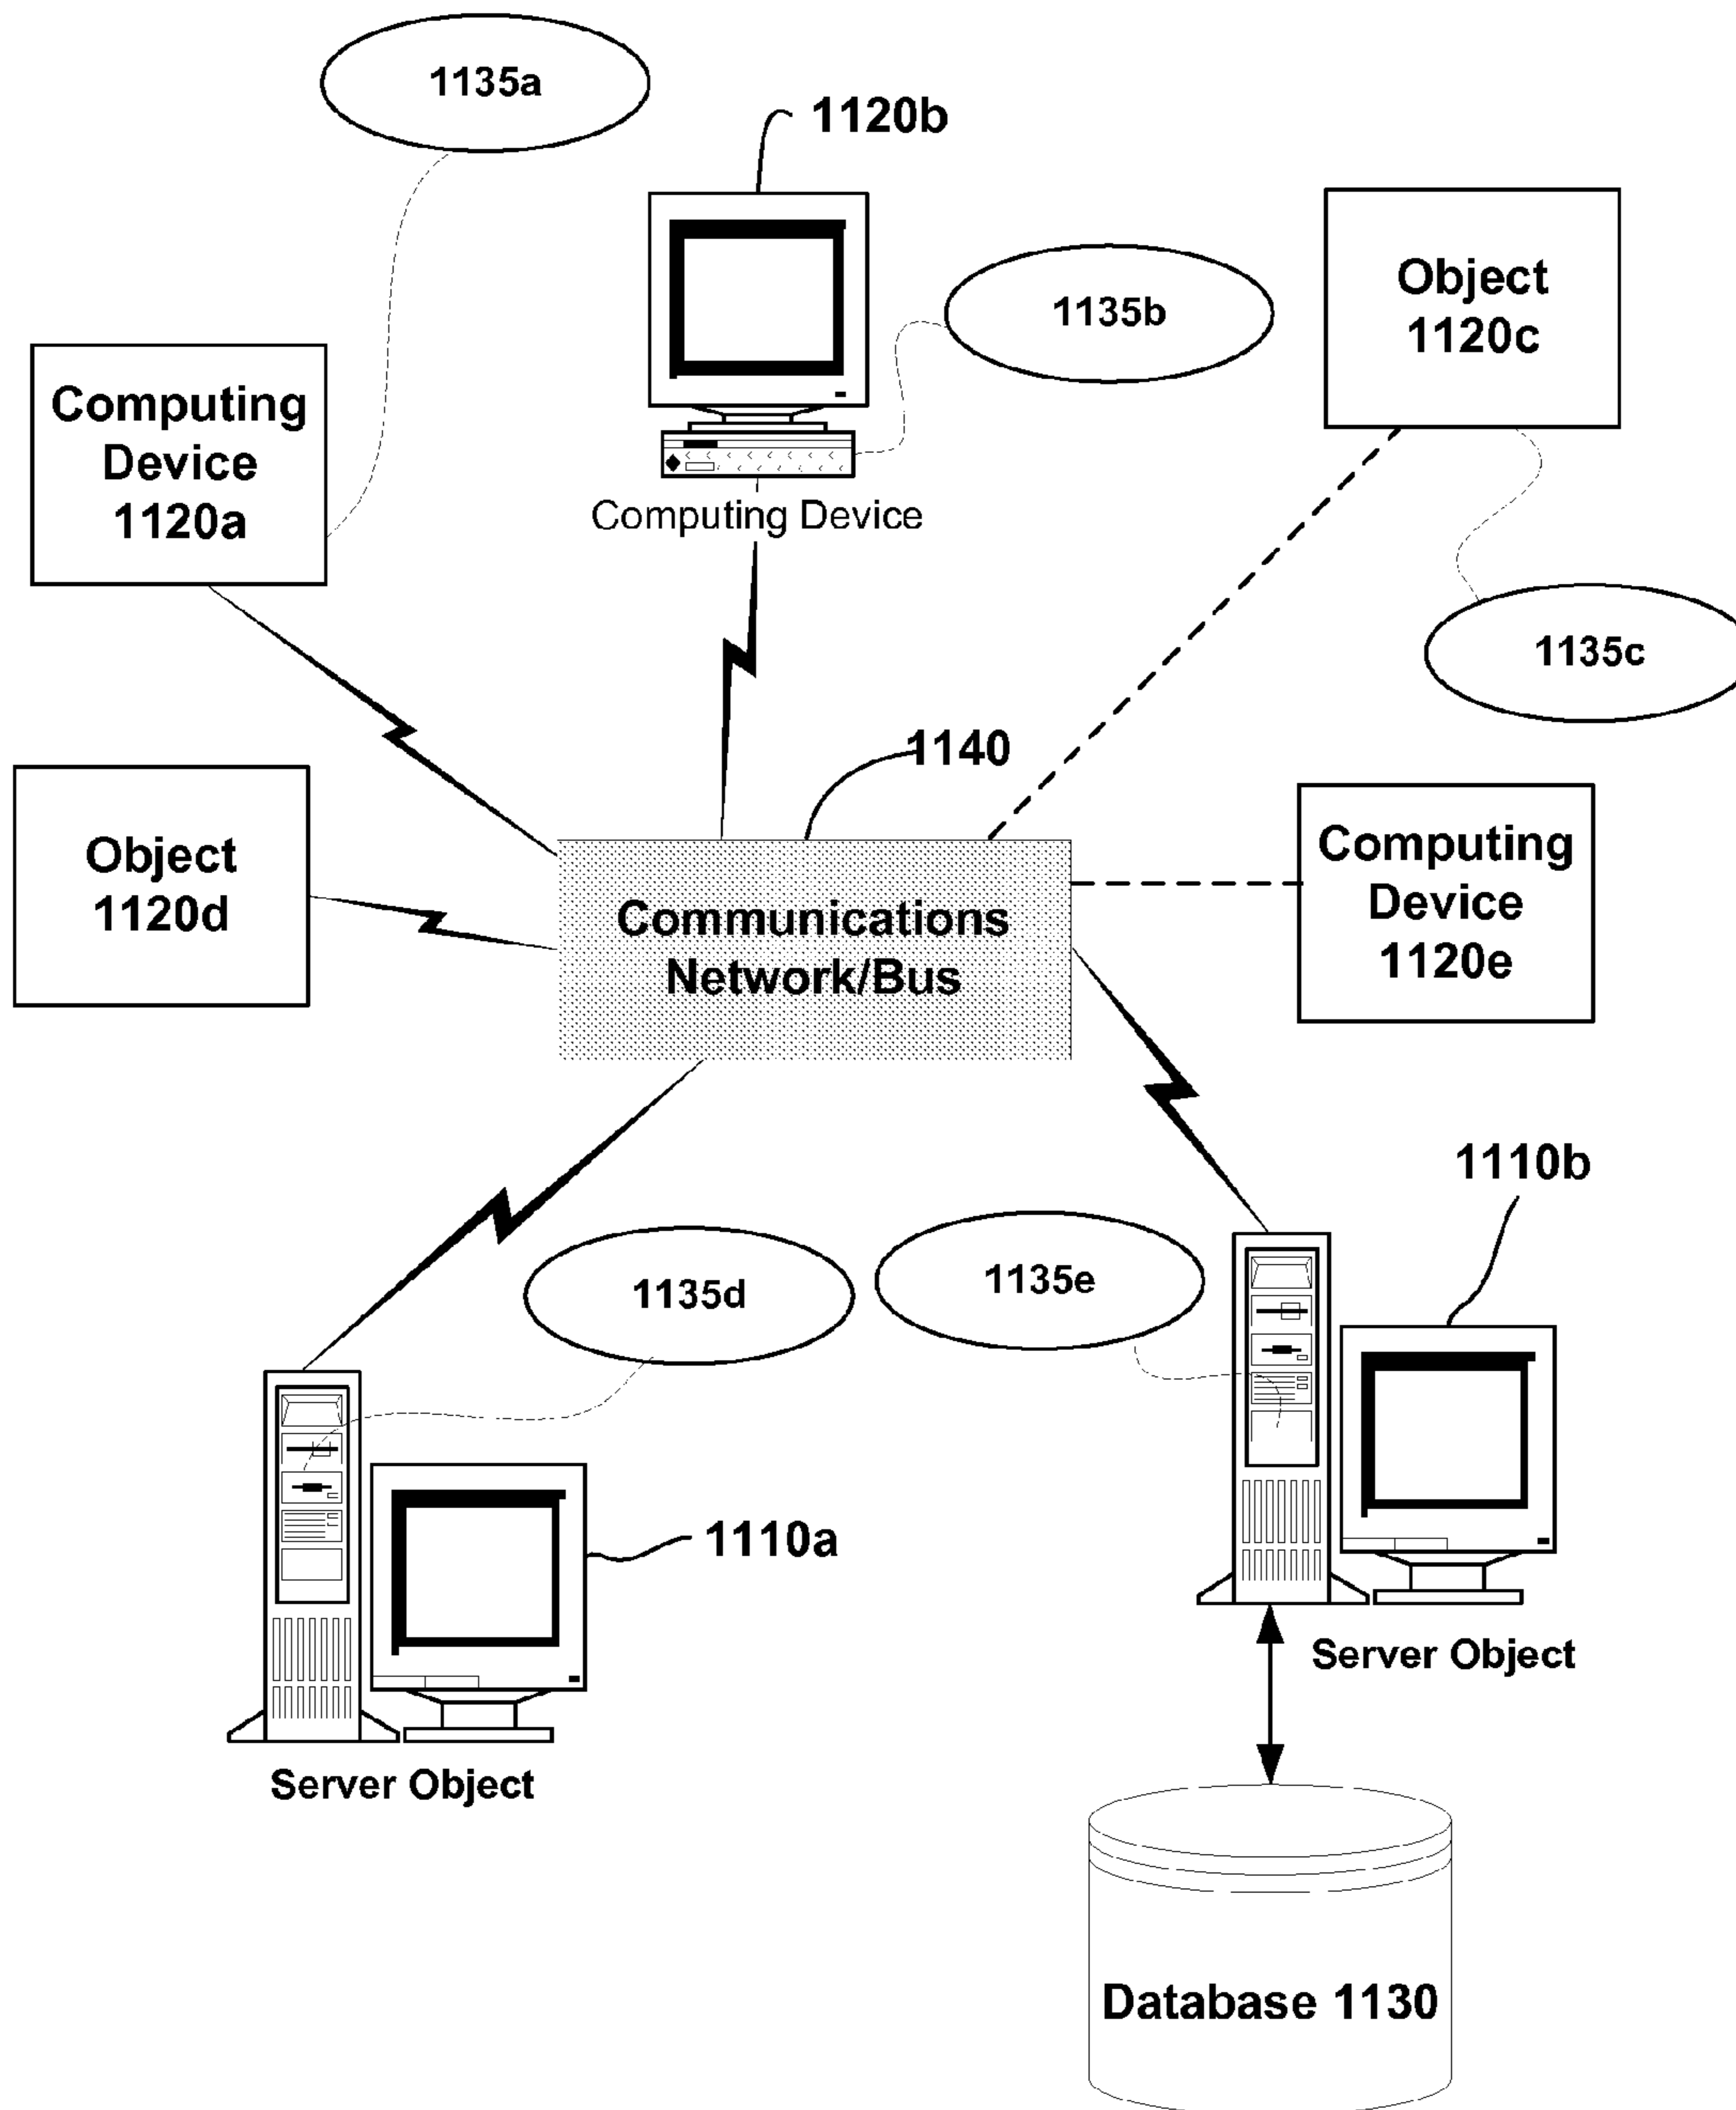 1135a
1120b
Object
1120c
1135b
Computing
Device
1120a
Computing Device
1135c
1140
Object
1120d
Communications
Network/Bus
Computing
Device
1120e
1110b
1135d
1135e
1110a
Server Object
Server Object
Database 1130